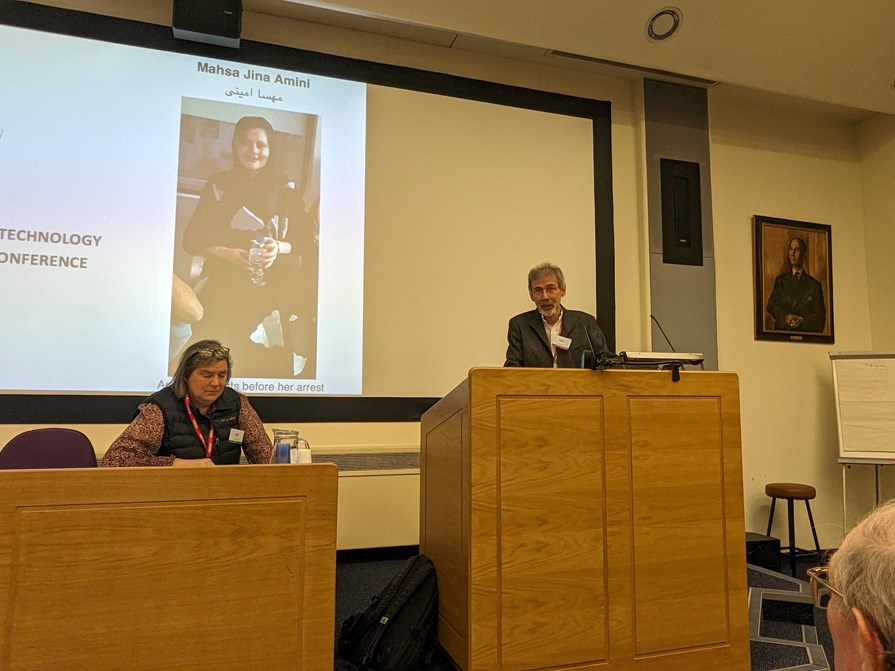 Mahsa Jina Amini
مهسا امینی
TECHNOLOGY
ONFERENCE
before her arrest